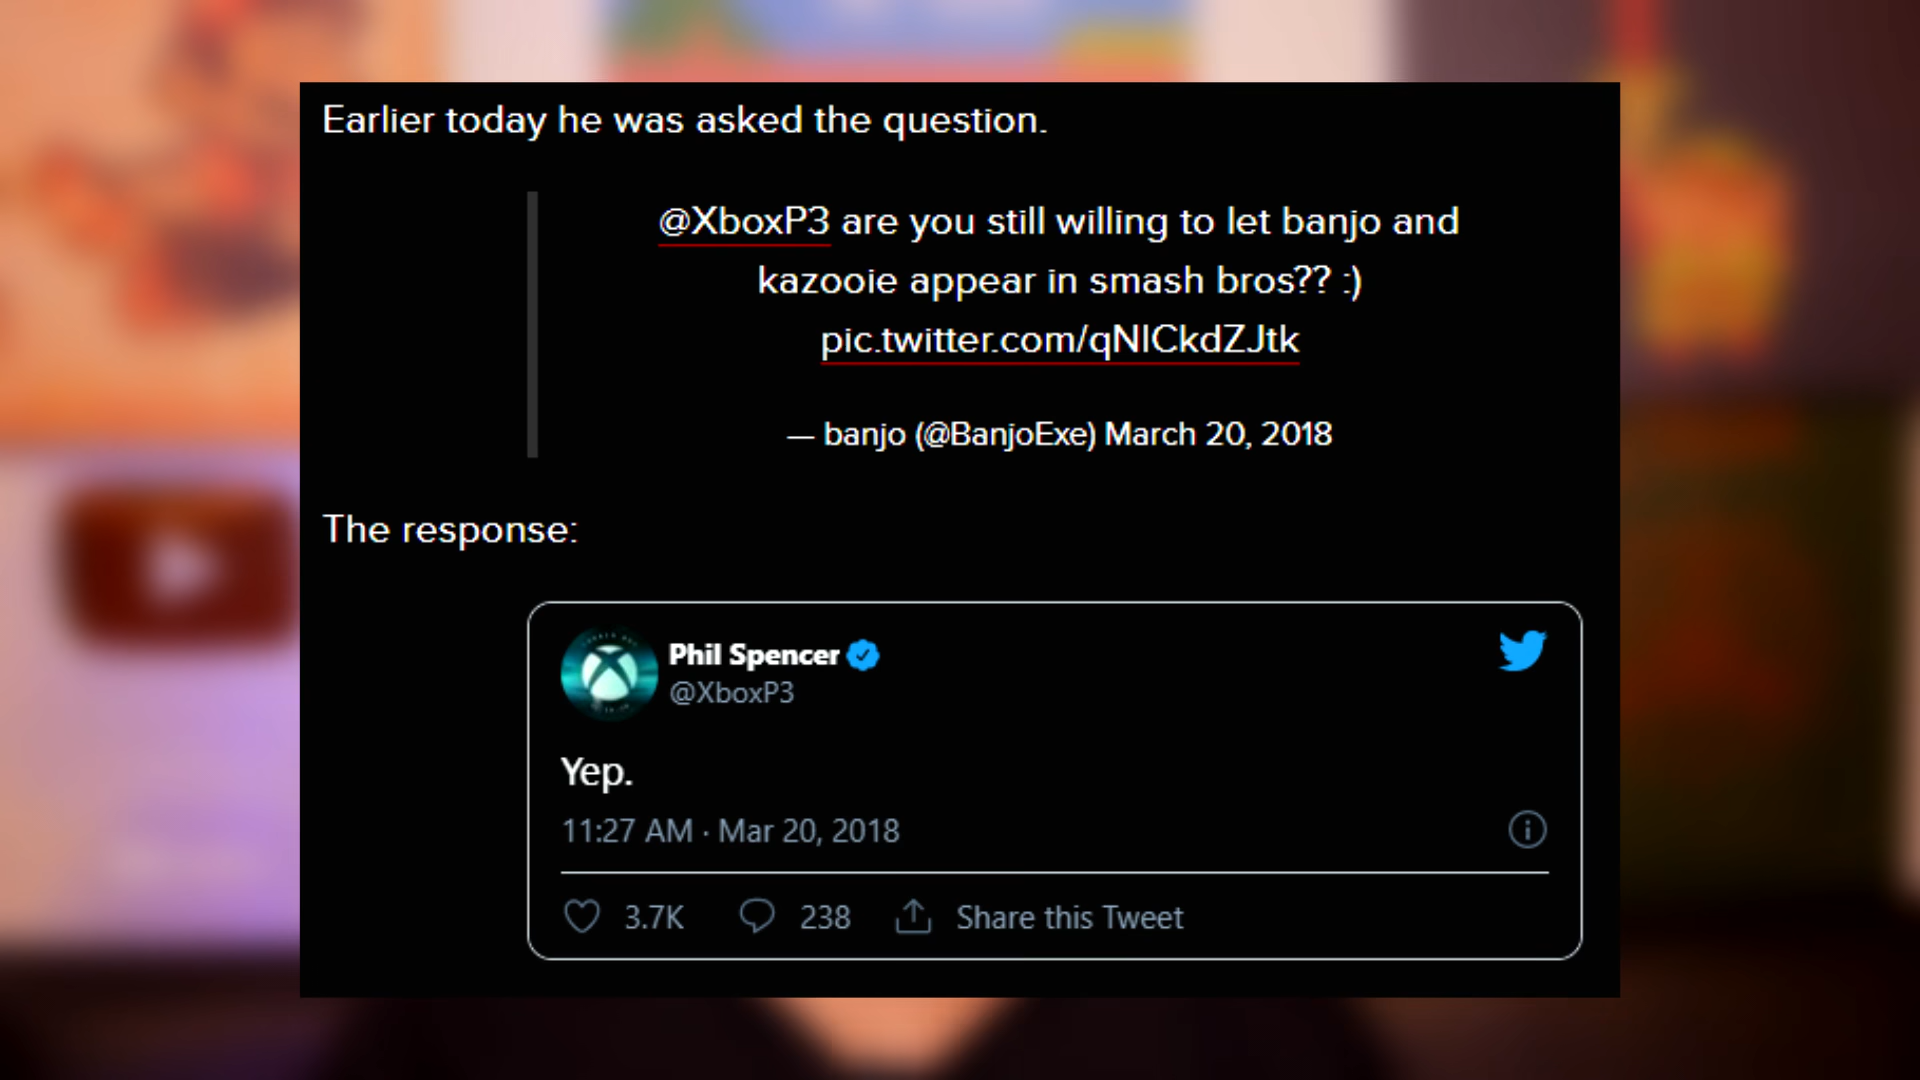 Earlier today he was asked the question.
@XboxP3 are you still willing to let banjo and
kazooie appear in smash bros?? :)
pic.twitter.com/qNlCkdZJtk
— banjo (@BanjoExe) March 20, 2018
The response:
Phil Spencer
@XboxP3
Yep.
11:27 AM · Mar 20, 2018
3.7K 238 Share this Tweet